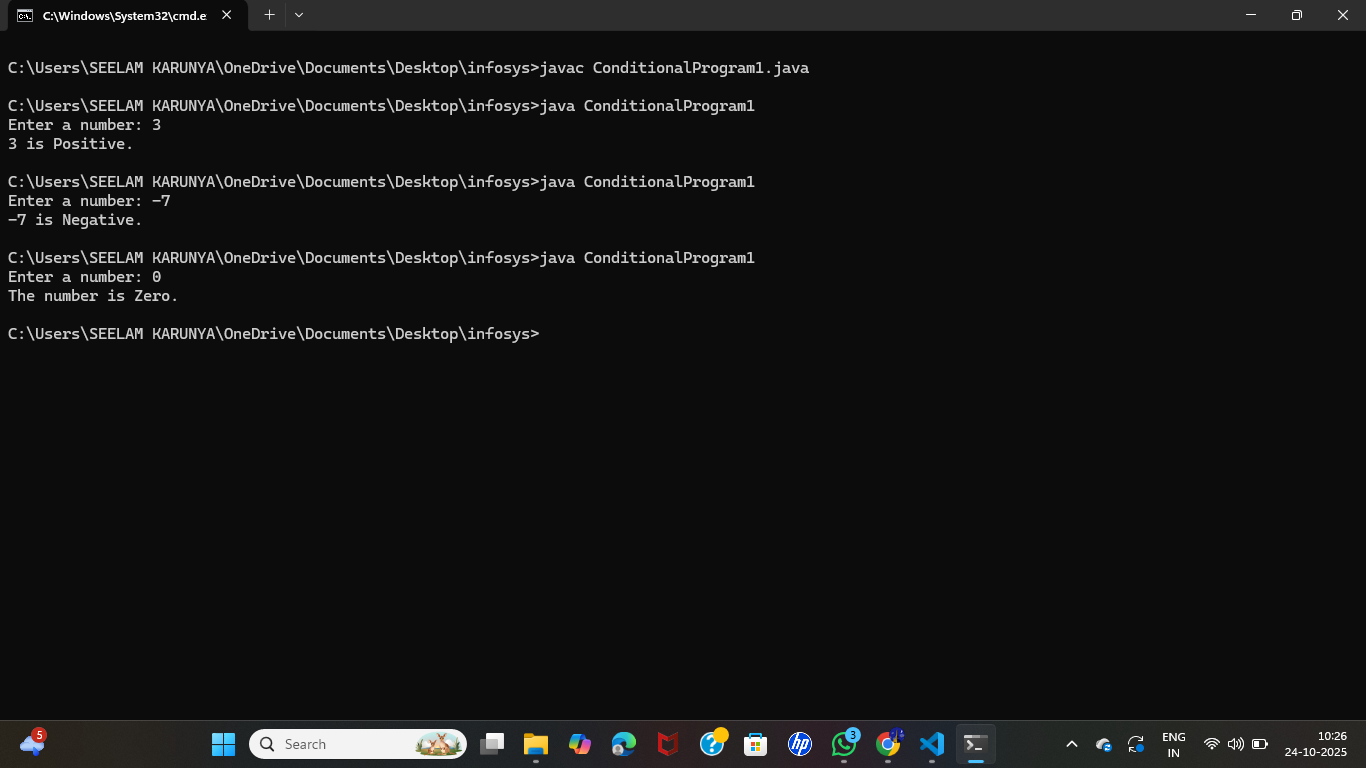 C:\Windows\System32\cmd.e
C:\Users\SEELAM KARUNYA\OneDrive\Documents\Desktop\infosys>javac ConditionalProgram1.java
C:\Users\SEELAM KARUNYA\OneDrive\Documents\Desktop\infosys>java ConditionalProgram1
Enter a number: 3
3 is Positive.
C:\Users\SEELAM KARUNYA\OneDrive\Documents\Desktop\infosys>java ConditionalProgram1
Enter a number: -7
-7 is Negative.
C:\Users\SEELAM KARUNYA\OneDrive\Documents\Desktop\infosys>java ConditionalProgram1
Enter a number: 0
The number is Zero.
C:\Users\SEELAM KARUNYA\OneDrive\Documents\Desktop\infosys>
5
Search
hp
3
ENG
IN
10:26
24-10-2025